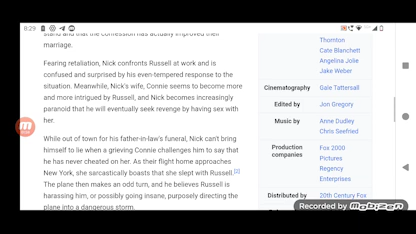 8:29
stand and that the confession has actually improved their
marriage.
Fearing retaliation, Nick confronts Russell at work and is
confused and surprised by his even-tempered response to the
situation. Meanwhile, Nick's wife, Connie seems to become more
and more intrigued by Russell, and Nick becomes increasingly
paranoid that he will eventually seek revenge by having sex with
her.
While out of town for his father-in-law's funeral, Nick can't bring
himself to lie when a grieving Connie challenges him to say that
he has never cheated on her. As their flight home approaches
New York, she sarcastically boasts that she slept with Russell.[2]
The plane then makes an odd turn, and he believes Russell is
harassing him, or possibly going insane, purposely directing the
plane into a dangerous storm.
Thornton
Cate Blanchett
Angelina Jolie
Jake Weber
Cinematography Gale Tattersall
Edited by Jon Gregory
Music by Anne Dudley
Chris Seefried
Production Fox 2000
companies Pictures
Regency
Enterprises
Distributed by 20th Century Fox
Recorded by Mobizen